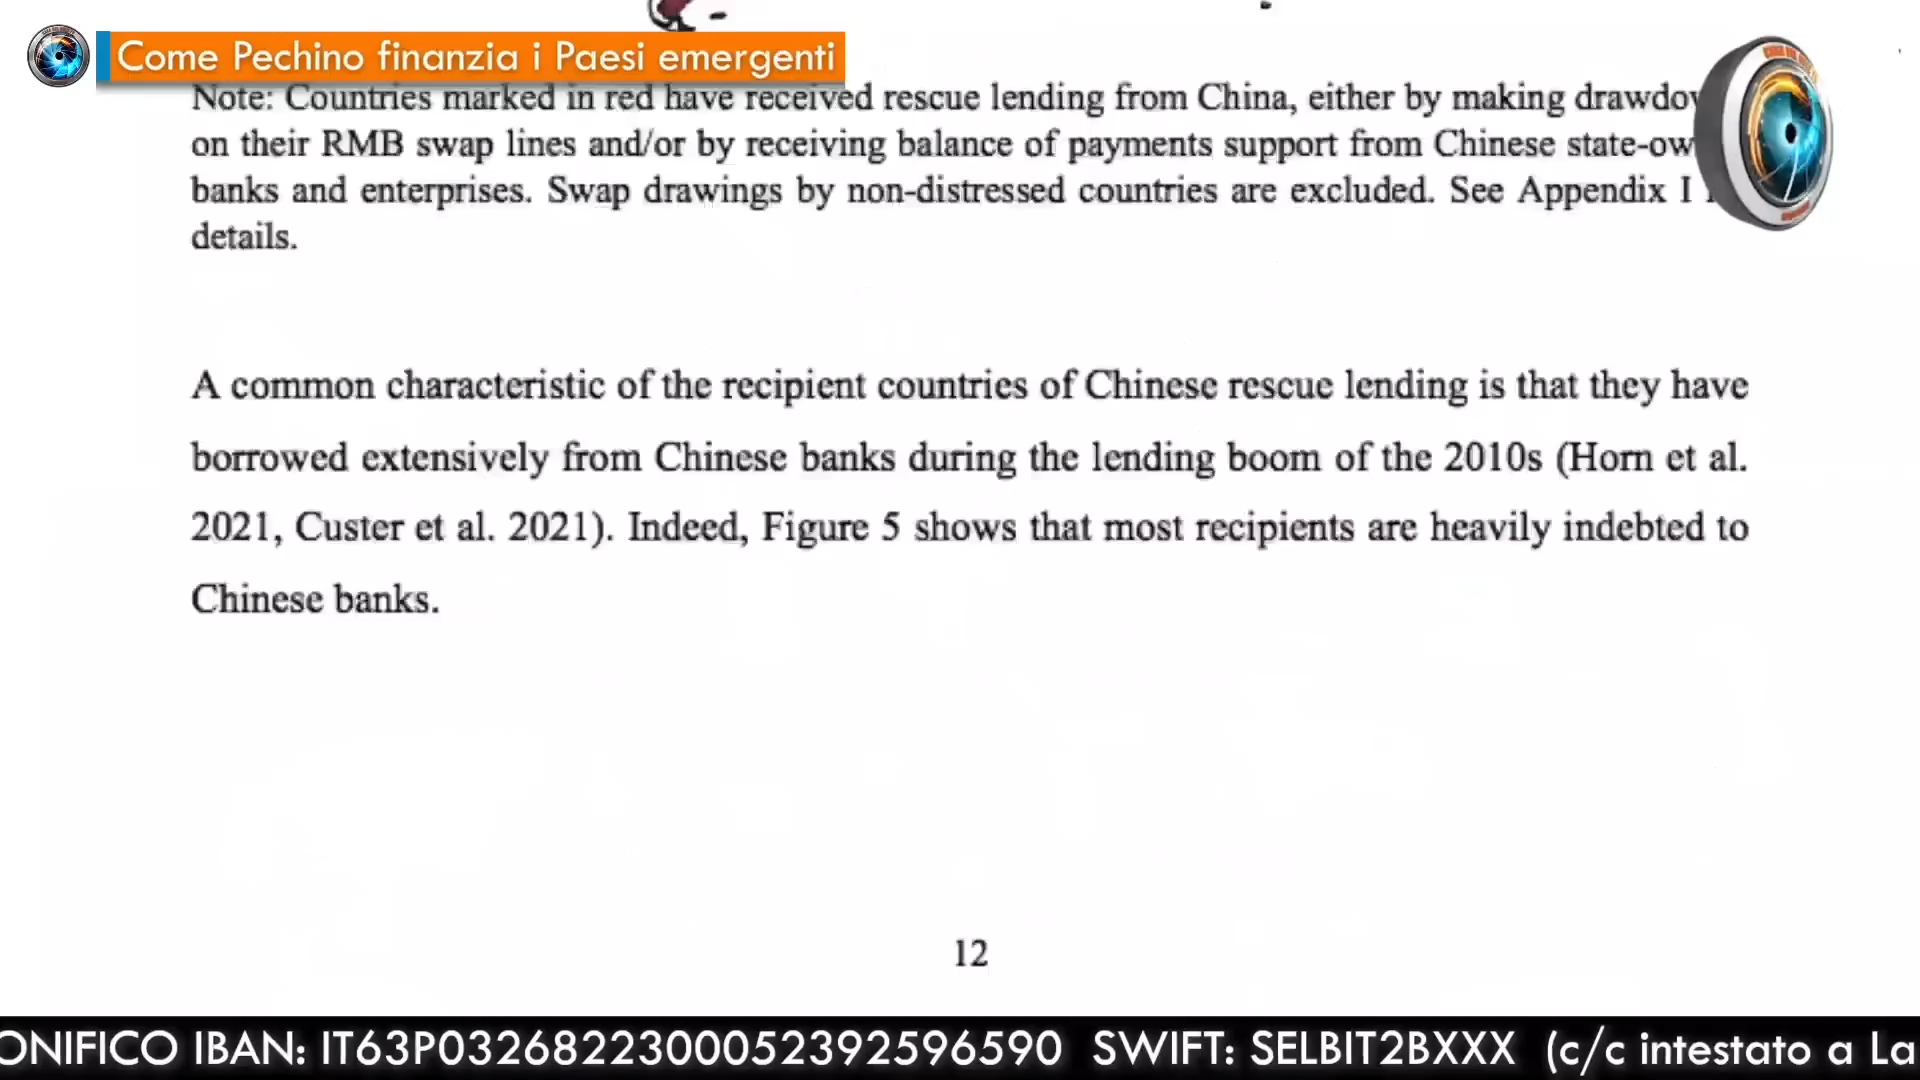 Come Pechino finanzia i Paesi emergenti
Note: Countries marked in red have received rescue lending from China, either by making
on their RMB swap lines and/or by receiving balance of payments support from Chinese
banks and enterprises. Swap drawings by non-distressed countries are excluded. See Appendix I
details.
A common characteristic of the recipient countries of Chinese rescue lending is that they have
borrowed extensively from Chinese banks during the lending boom of the 2010s (Horn et al.
2021, Custer et al. 2021). Indeed, Figure 5 shows that most recipients are heavily indebted to
Chinese banks.
12
ONIFICO IBAN: IT63P0326822300052392596590 SWIFT: SELBIT2BXXX (c/c intestato a La